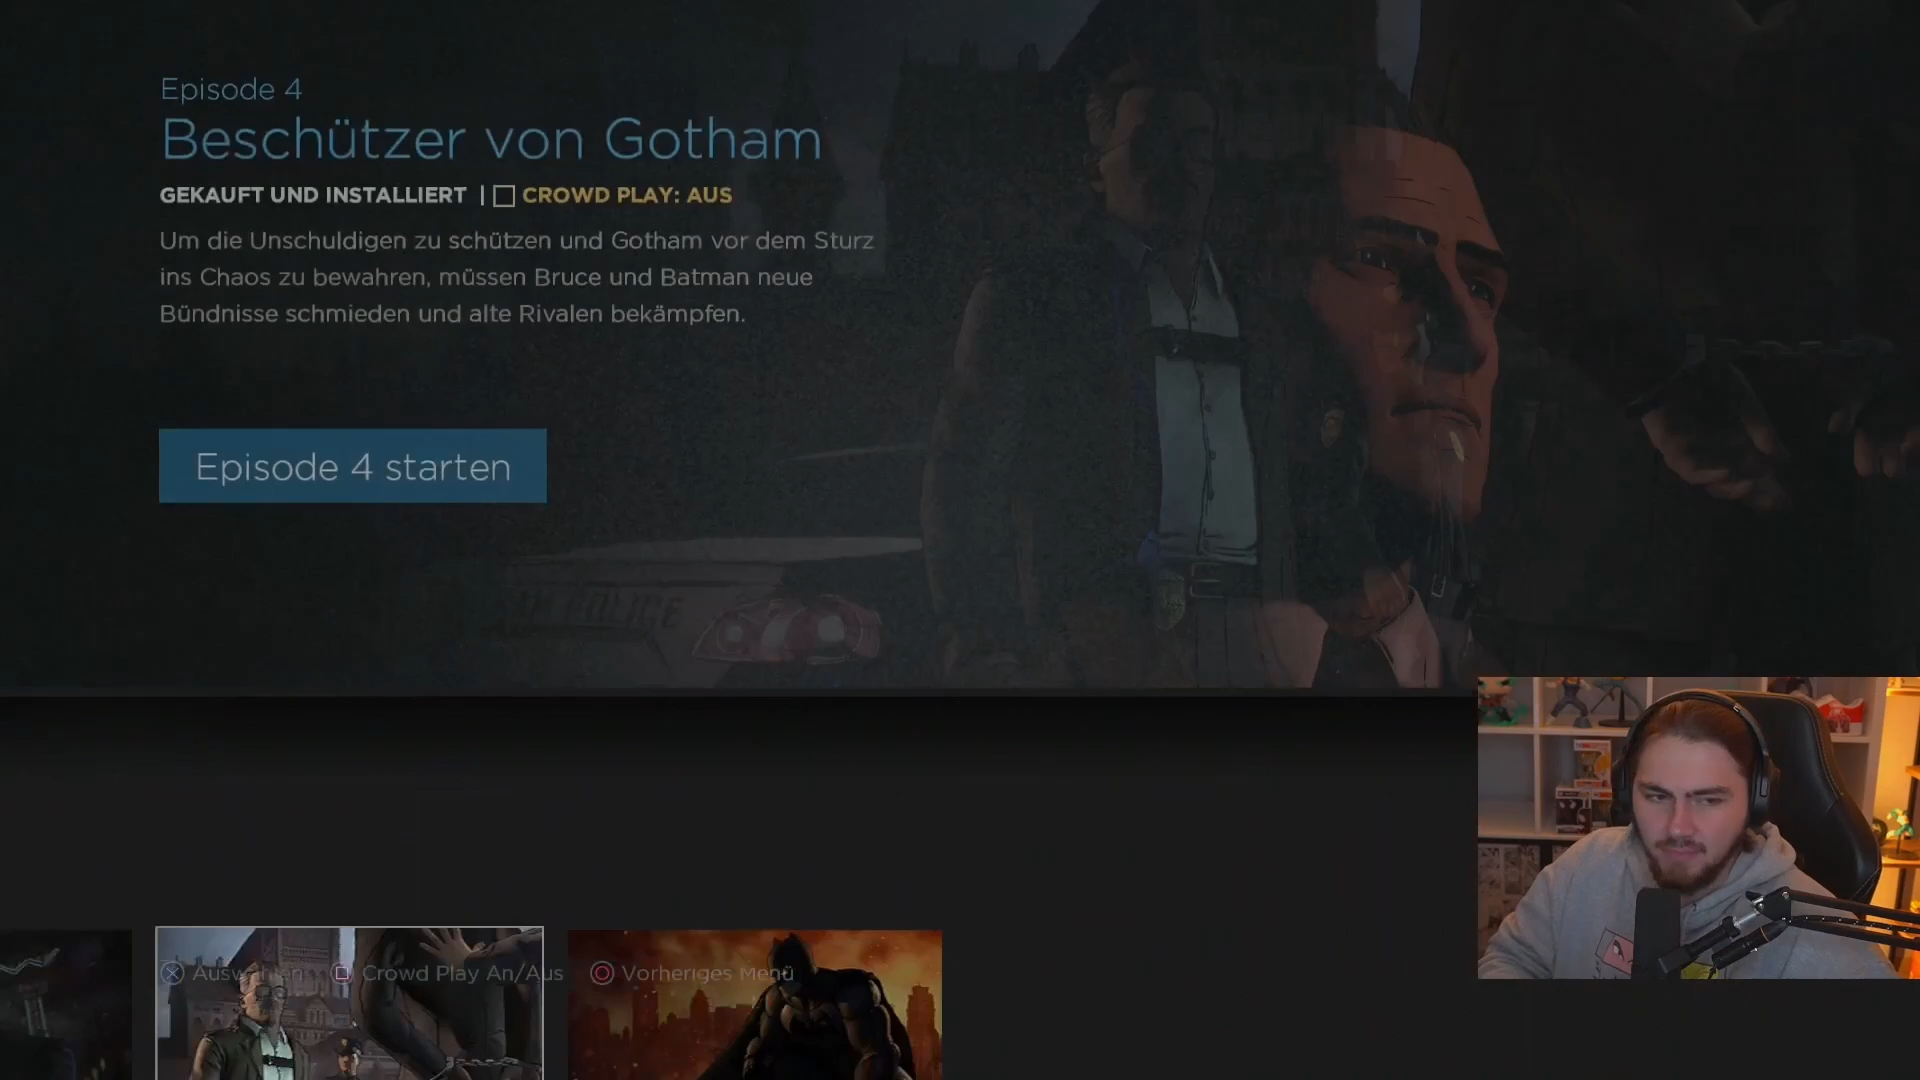 Episode 4
Beschützer von Gotham
GEKAUFT UND INSTALLIERT | CROWD PLAY: AUS
Um die Unschuldigen zu schützen und Gotham vor dem Sturz
ins Chaos zu bewahren, müssen Bruce und Batman neue
Bündnisse schmieden und alte Rivalen bekämpfen.
Episode 4 starten
POLICE
Auswählen Crowd Play An/Aus Vorheriges Menü